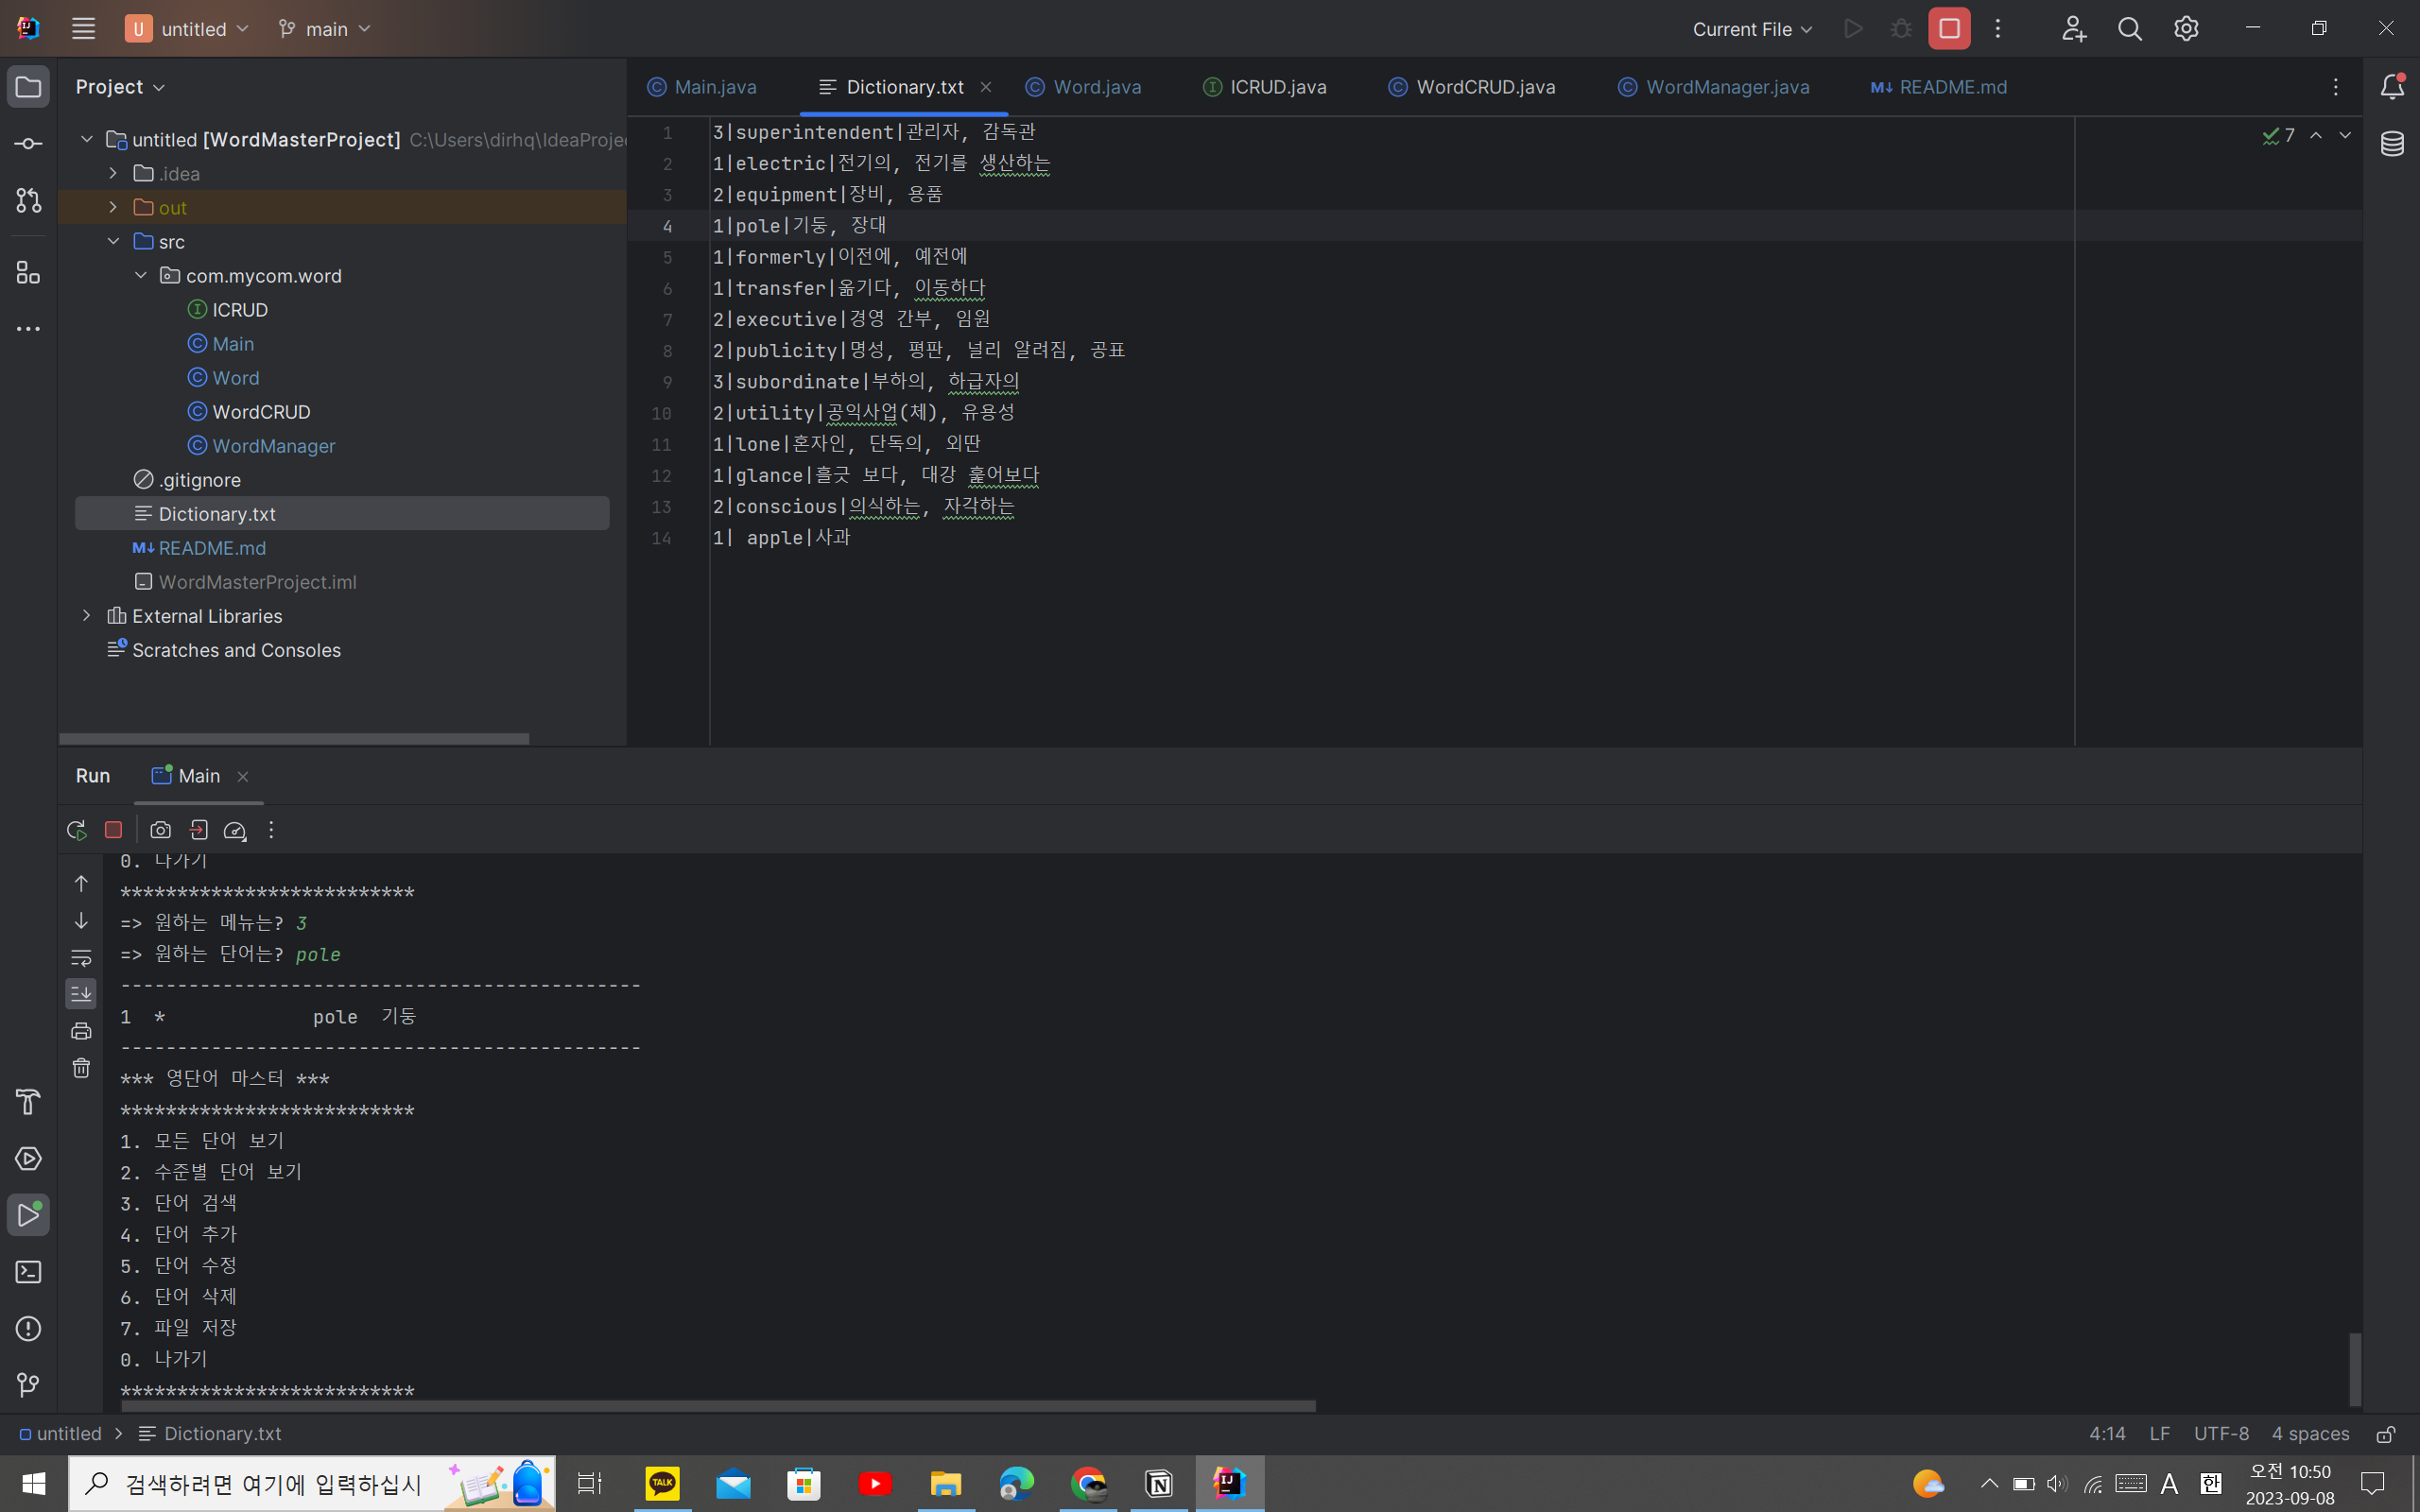 U untitled main Current File
Project
Main.java Dictionary.txt Word.java ICRUD.java WordCRUD.java WordManager.java M↓ README.md
untitled [WordMasterProject] C:\Users\dirhq\IdeaProje
.idea
out
src
com.mycom.word
ICRUD
Main
Word
WordCRUD
WordManager
.gitignore
Dictionary.txt
M↓ README.md
WordMasterProject.iml
External Libraries
Scratches and Consoles
7
1 3|superintendent|관리자, 감독관
2 1|electric|전기의, 전기를 생산하는
3 2|equipment|장비, 용품
4 1|pole|기둥, 장대
5 1|formerly|이전에, 예전에
6 1|transfer|옮기다, 이동하다
7 2|executive|경영 간부, 임원
8 2|publicity|명성, 평판, 널리 알려짐, 공표
9 3|subordinate|부하의, 하급자의
10 2|utility|공익사업(체), 유용성
11 1|lone|혼자인, 단독의, 외딴
12 1|glance|흘긋 보다, 대강 훑어보다
13 2|conscious|의식하는, 자각하는
14 1| apple|사과
Run Main
0. 나가기
**************************
=> 원하는 메뉴는? 3
=> 원하는 단어는? pole
----------------------------------------------
1 * pole 기둥
----------------------------------------------
*** 영단어 마스터 ***
**************************
1. 모든 단어 보기
2. 수준별 단어 보기
3. 단어 검색
4. 단어 추가
5. 단어 수정
6. 단어 삭제
7. 파일 저장
0. 나가기
**************************
untitled > Dictionary.txt 4:14 LF UTF-8 4 spaces
검색하려면 여기에 입력하십시 TALK A 한 오전 10:50
2023-09-08